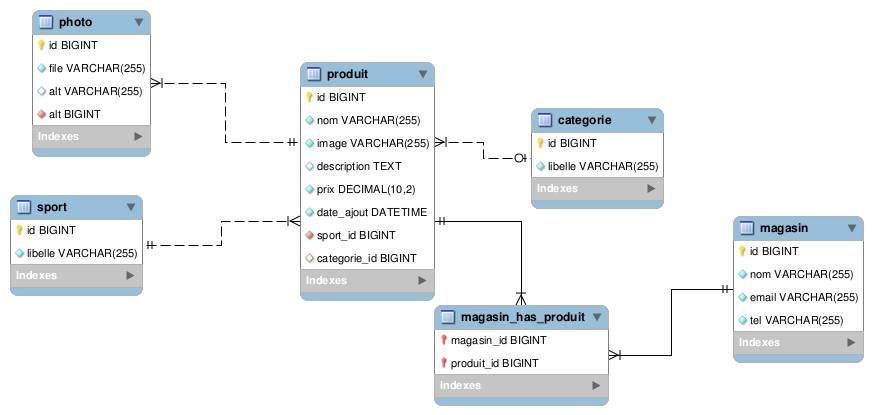 photo
id BIGINT
file VARCHAR(255)
alt VARCHAR(255)
alt BIGINT
Indexes
produit
id BIGINT
nom VARCHAR(255)
image VARCHAR(255)
description TEXT
prix DECIMAL(10,2)
date_ajout DATETIME
sport_id BIGINT
categorie_id BIGINT
Indexes
categorie
id BIGINT
libelle VARCHAR(255)
Indexes
sport
id BIGINT
libelle VARCHAR(255)
Indexes
magasin
id BIGINT
nom VARCHAR(255)
email VARCHAR(255)
tel VARCHAR(255)
Indexes
magasin_has_produit
magasin_id BIGINT
produit_id BIGINT
Indexes